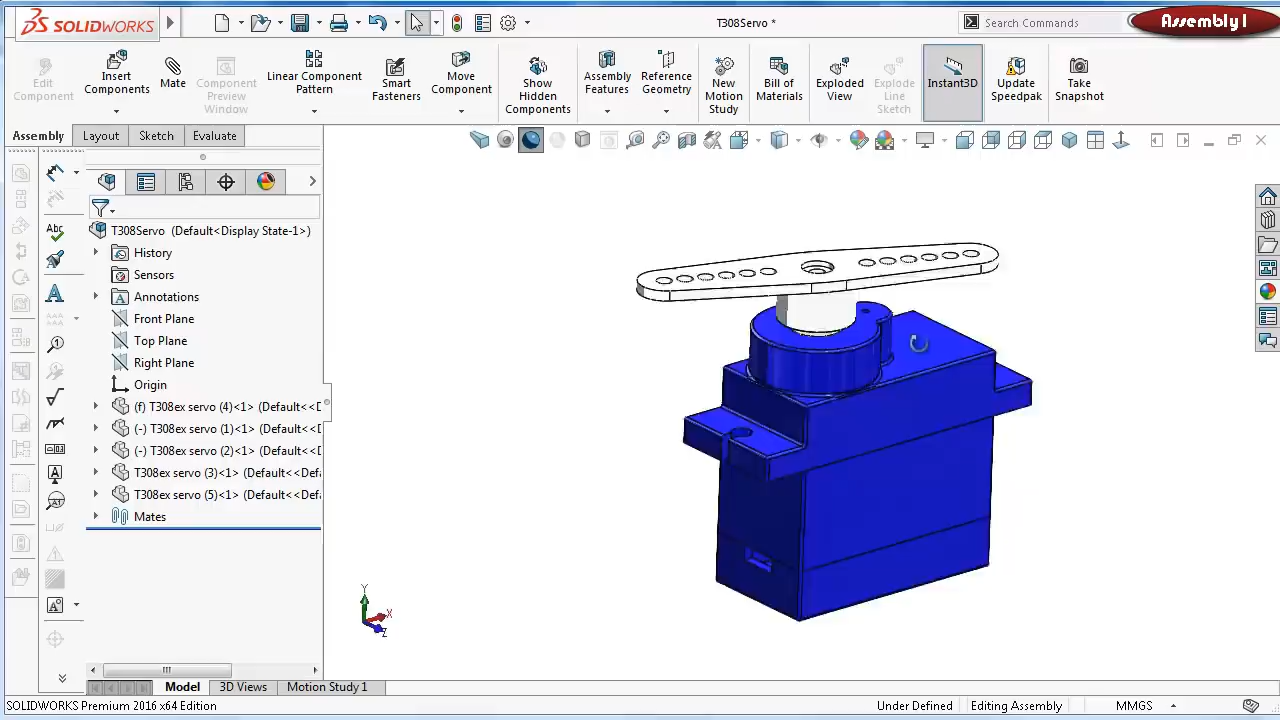 SOLIDWORKS
T308Servo *
Search Commands
Assembly1
Edit
Component
Insert
Components
Mate
Component
Preview
Window
Linear Component
Pattern
Smart
Fasteners
Move
Component
Show
Hidden
Components
Assembly
Features
Reference
Geometry
New
Motion
Study
Bill of
Materials
Exploded
View
Explode
Line
Sketch
Instant3D
Update
Speedpak
Take
Snapshot
Assembly
Layout
Sketch
Evaluate
T308Servo (Default<Display State-1>)
History
Sensors
Annotations
Front Plane
Top Plane
Right Plane
Origin
(f) T308ex servo (4)<1> (Default<<D
(-) T308ex servo (1)<1> (Default<<D
(-) T308ex servo (2)<1> (Default<<D
T308ex servo (3)<1> (Default<<Defa
T308ex servo (5)<1> (Default<<Defa
Mates
Y
X
Z
Model
3D Views
Motion Study 1
SOLIDWORKS Premium 2016 x64 Edition
Under Defined
Editing Assembly
MMGS